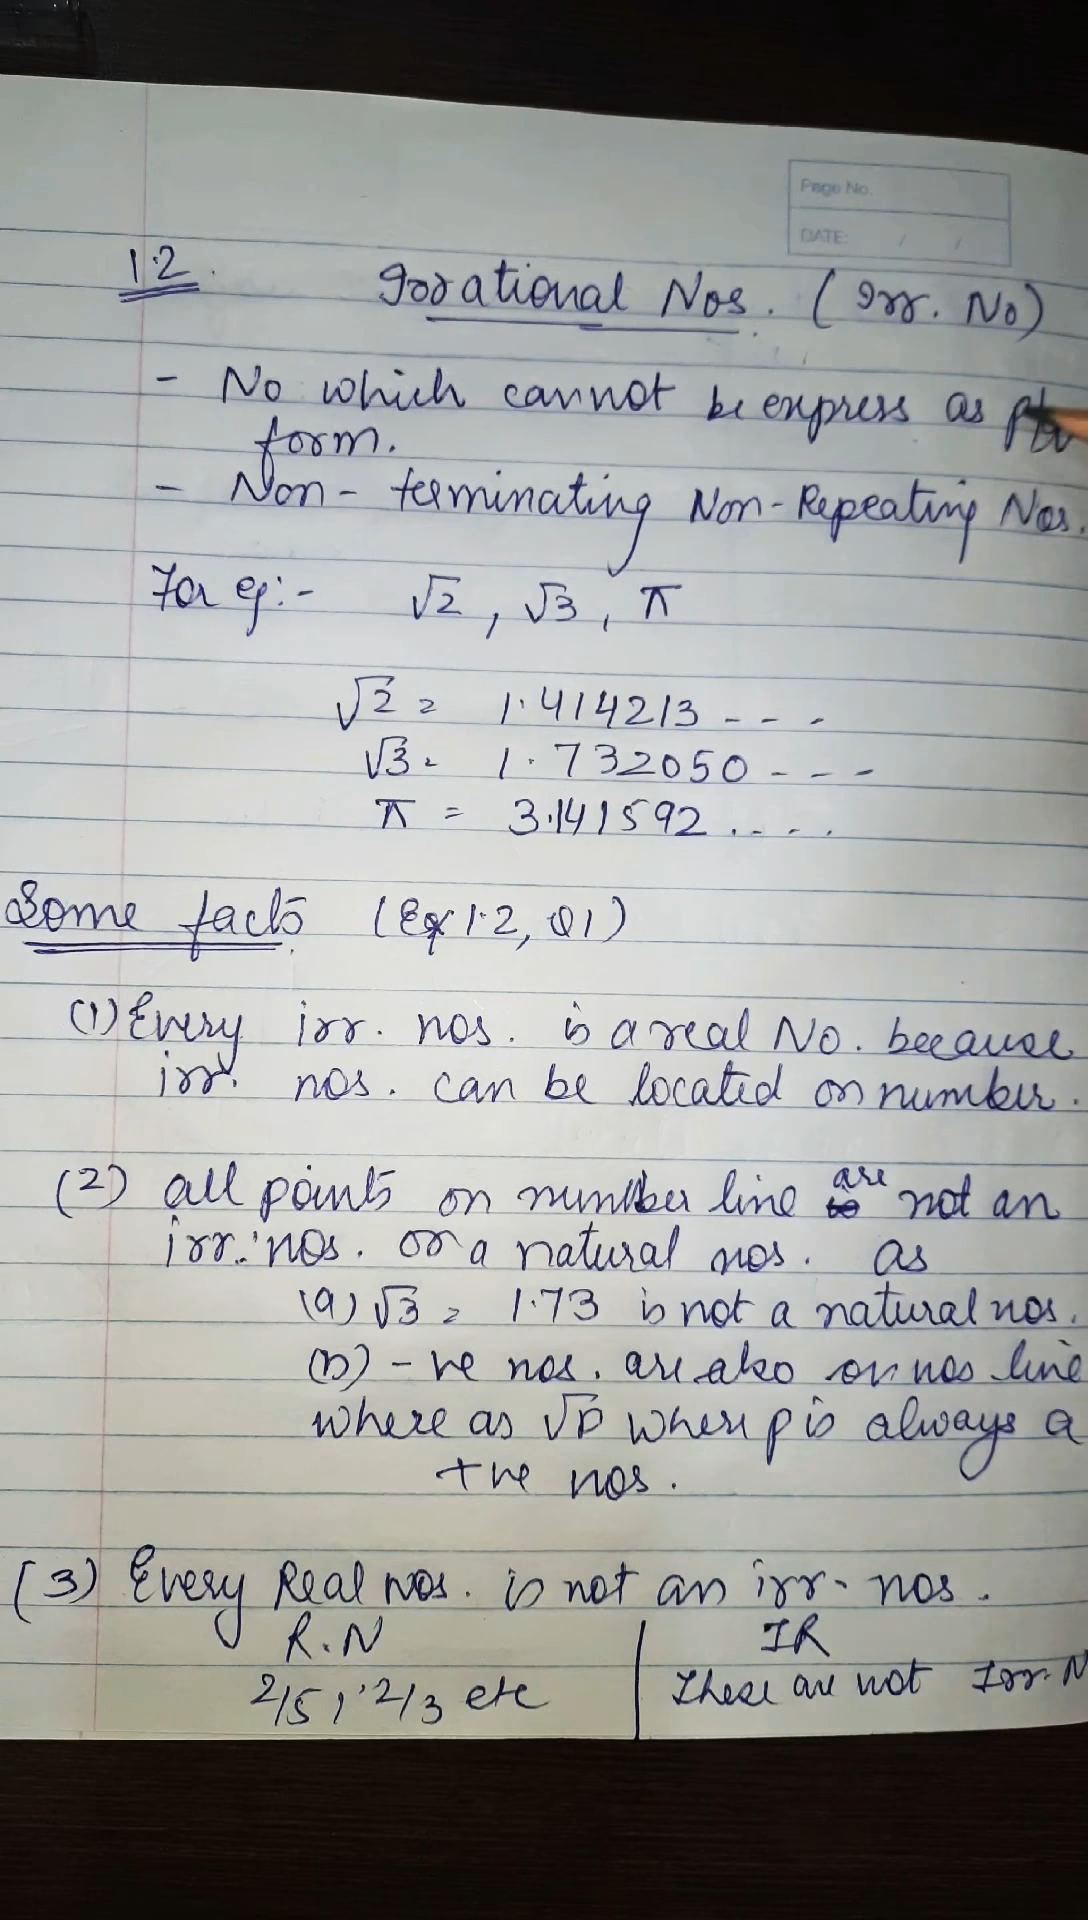 Page No.
DATE: / /
1.2. Irrational Nos. (Irr. No)
- No which cannot be express as p/q
form.
- Non-terminating Non-Repeating Nos.
For eg:- √2, √3, π
√2 = 1.414213 - - -
√3 = 1.732050 - - -
π = 3.141592 ....
Some facts (Ex 1.2, Q1)
(1) Every irr. nos. is a real No. because
irr. nos. can be located on number.
(2) all points on number line are not an
irr. nos. or a natural nos. as
(a) √3 = 1.73 is not a natural nos.
(b) -ve nos. are also on nos line
where as √p where p is always a
+ve nos.
(3) Every Real nos. is not an irr. nos.
R.N IR
2/5, 2/3 etc These are not Irr. N